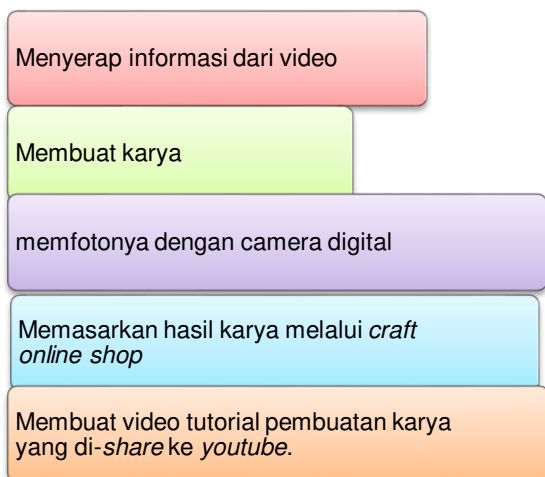 Menyerap informasi dari video
Membuat karya
memfotonya dengan camera digital
Memasarkan hasil karya melalui craft
online shop
Membuat video tutorial pembuatan karya
yang di-share ke youtube.